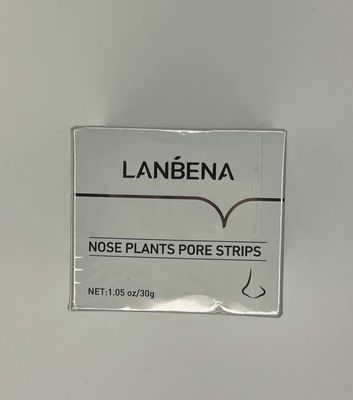 LANBENA
NOSE PLANTS PORE STRIPS
NET:1.05 oz/30g